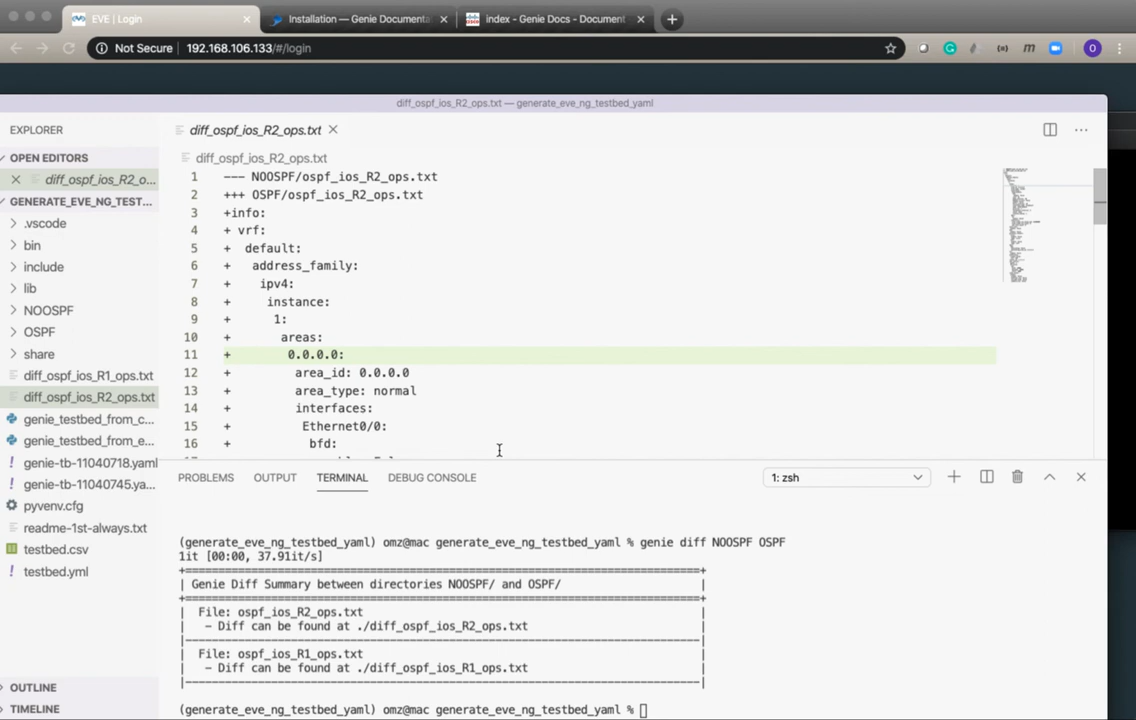 EVE | Login
Installation — Genie Documenta
index - Genie Docs - Document
Not Secure 192.168.106.133/#/login
diff_ospf_ios_R2_ops.txt — generate_eve_ng_testbed_yaml
EXPLORER
OPEN EDITORS
diff_ospf_ios_R2_o...
GENERATE_EVE_NG_TEST...
.vscode
bin
include
lib
NOOSPF
OSPF
share
diff_ospf_ios_R1_ops.txt
diff_ospf_ios_R2_ops.txt
genie_testbed_from_c...
genie_testbed_from_e...
genie-tb-11040718.yaml
genie-tb-11040745.ya...
pyvenv.cfg
readme-1st-always.txt
testbed.csv
testbed.yml
OUTLINE
TIMELINE
diff_ospf_ios_R2_ops.txt
diff_ospf_ios_R2_ops.txt
1 --- NOOSPF/ospf_ios_R2_ops.txt
2 +++ OSPF/ospf_ios_R2_ops.txt
3 +info:
4 + vrf:
5 +  default:
6 +   address_family:
7 +    ipv4:
8 +     instance:
9 +      1:
10 +       areas:
11 +        0.0.0.0:
12 +         area_id: 0.0.0.0
13 +         area_type: normal
14 +         interfaces:
15 +          Ethernet0/0:
16 +           bfd:
PROBLEMS OUTPUT TERMINAL DEBUG CONSOLE
1: zsh
(generate_eve_ng_testbed_yaml) omz@mac generate_eve_ng_testbed_yaml % genie diff NOOSPF OSPF
1it [00:00, 37.91it/s]
+==============================================================================+
| Genie Diff Summary between directories NOOSPF/ and OSPF/ |
+==============================================================================+
| File: ospf_ios_R2_ops.txt |
| - Diff can be found at ./diff_ospf_ios_R2_ops.txt |
|------------------------------------------------------------------------------|
| File: ospf_ios_R1_ops.txt |
| - Diff can be found at ./diff_ospf_ios_R1_ops.txt |
|------------------------------------------------------------------------------|
(generate_eve_ng_testbed_yaml) omz@mac generate_eve_ng_testbed_yaml %